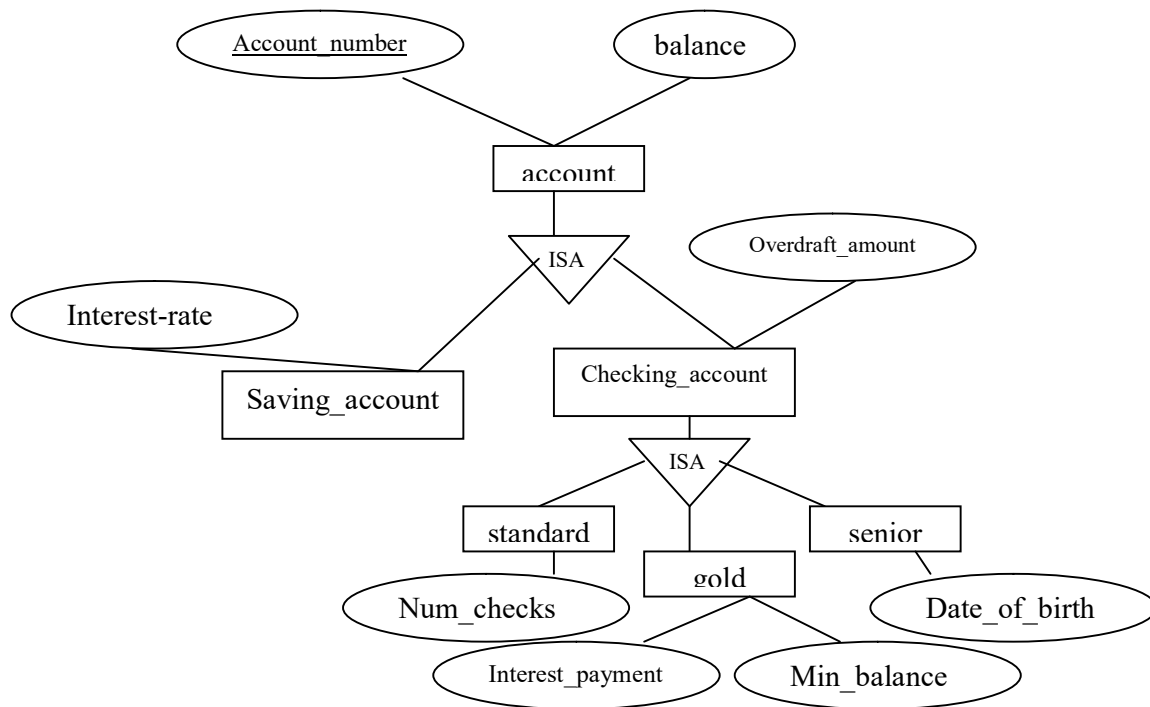 Account_number
balance
account
ISA
Overdraft_amount
Interest-rate
Checking_account
Saving_account
ISA
standard
senior
gold
Num_checks
Date_of_birth
Interest_payment
Min_balance